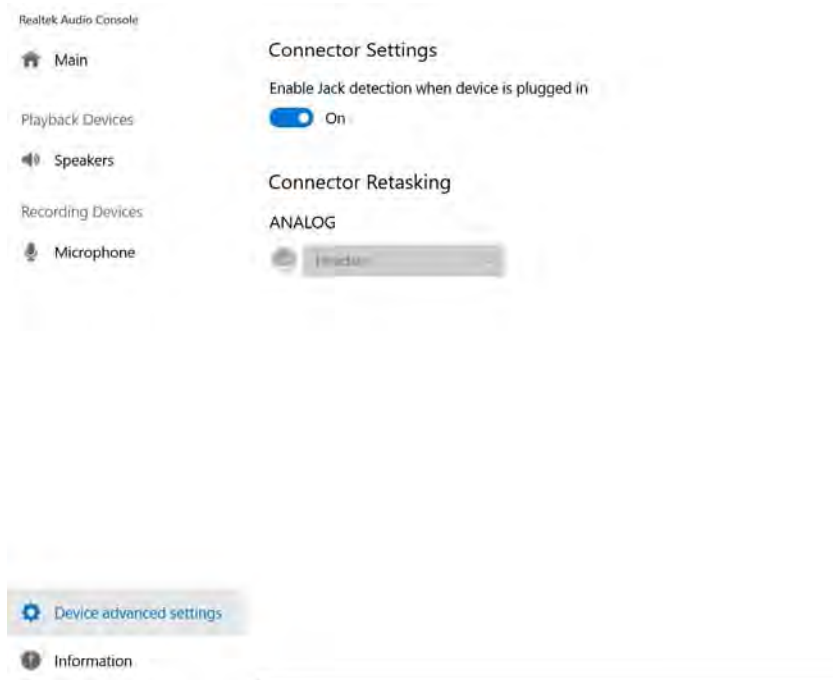 Realtek Audio Console
Main
Playback Devices
Speakers
Recording Devices
Microphone
Device advanced settings
Information
Connector Settings
Enable Jack detection when device is plugged in
On
Connector Retasking
ANALOG